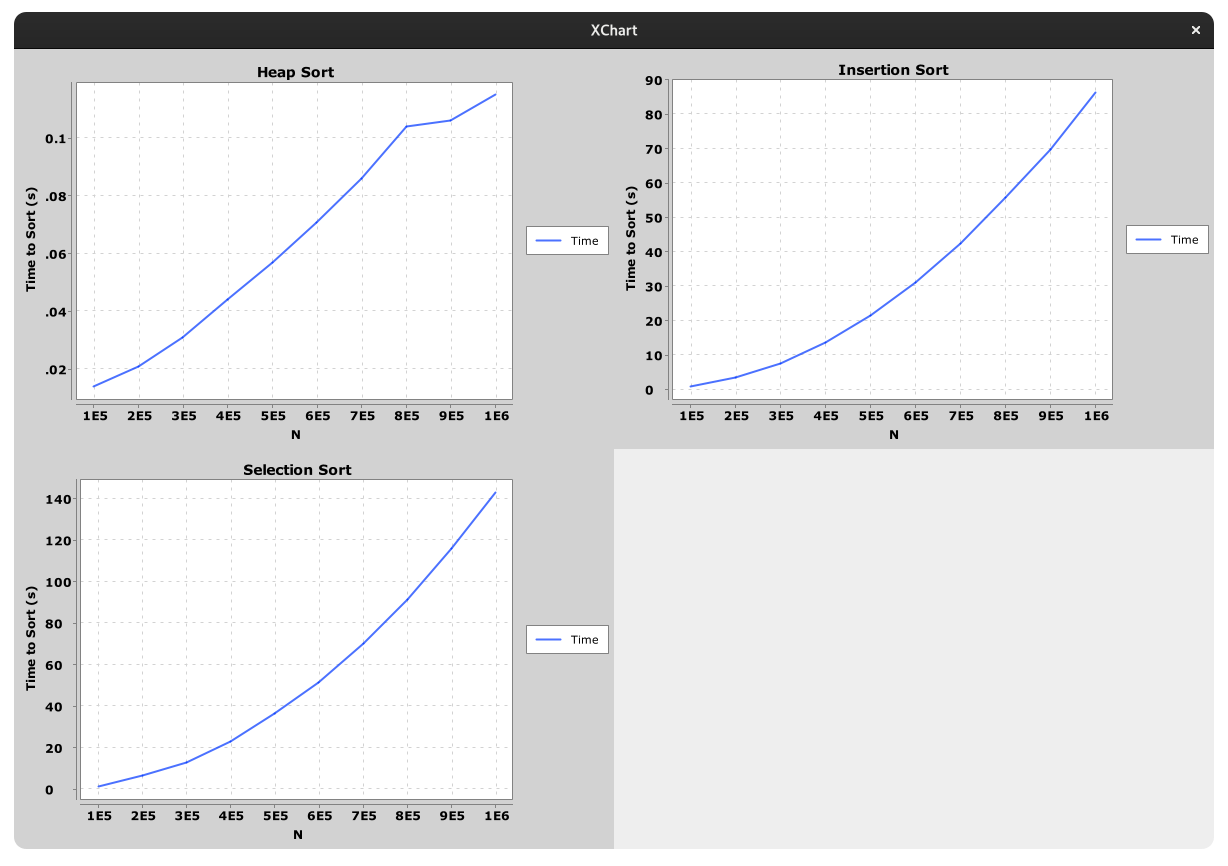 XChart
×
Heap Sort
Time to Sort (s)
0.1
.08
.06
.04
.02
1E5 2E5 3E5 4E5 5E5 6E5 7E5 8E5 9E5 1E6
N
Time
Insertion Sort
Time to Sort (s)
90
80
70
60
50
40
30
20
10
0
1E5 2E5 3E5 4E5 5E5 6E5 7E5 8E5 9E5 1E6
N
Time
Selection Sort
Time to Sort (s)
140
120
100
80
60
40
20
0
1E5 2E5 3E5 4E5 5E5 6E5 7E5 8E5 9E5 1E6
N
Time